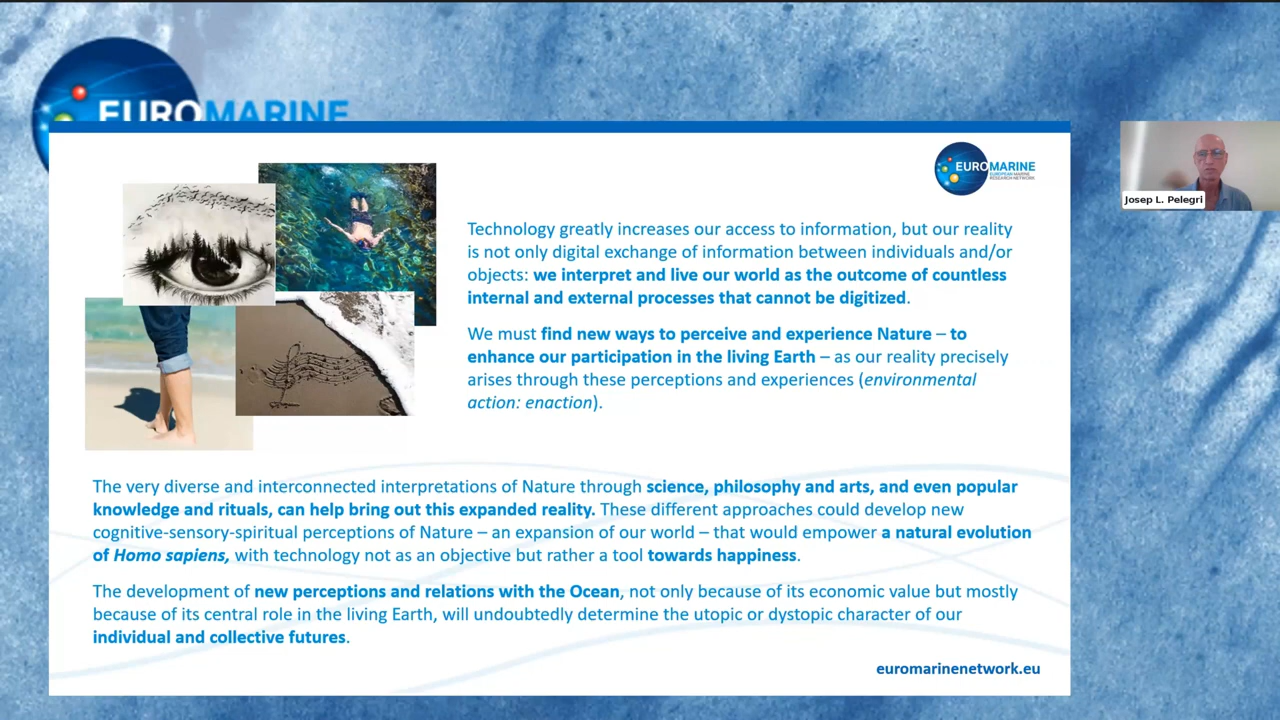 EUROMARINE
EUROMARINE
EUROPEAN MARINE
RESEARCH NETWORK
Josep L. Pelegri
Technology greatly increases our access to information, but our reality
is not only digital exchange of information between individuals and/or
objects: we interpret and live our world as the outcome of countless
internal and external processes that cannot be digitized.
We must find new ways to perceive and experience Nature – to
enhance our participation in the living Earth – as our reality precisely
arises through these perceptions and experiences (environmental
action: enaction).
The very diverse and interconnected interpretations of Nature through science, philosophy and arts, and even popular
knowledge and rituals, can help bring out this expanded reality. These different approaches could develop new
cognitive-sensory-spiritual perceptions of Nature – an expansion of our world – that would empower a natural evolution
of Homo sapiens, with technology not as an objective but rather a tool towards happiness.
The development of new perceptions and relations with the Ocean, not only because of its economic value but mostly
because of its central role in the living Earth, will undoubtedly determine the utopic or dystopic character of our
individual and collective futures.
euromarinenetwork.eu